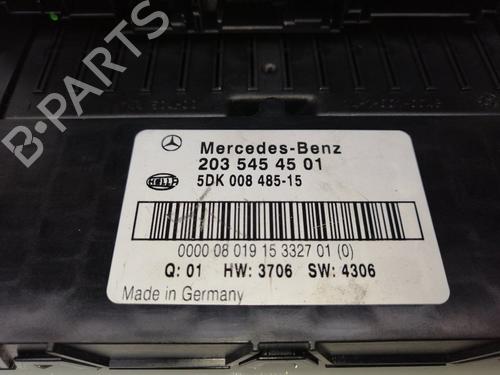 B-PARTS
Mercedes-Benz
203 545 45 01
HELLA
5DK 008 485-15
0000 08 019 15 3327 01 (0)
Q: 01 HW: 3706 SW: 4306
Made in Germany